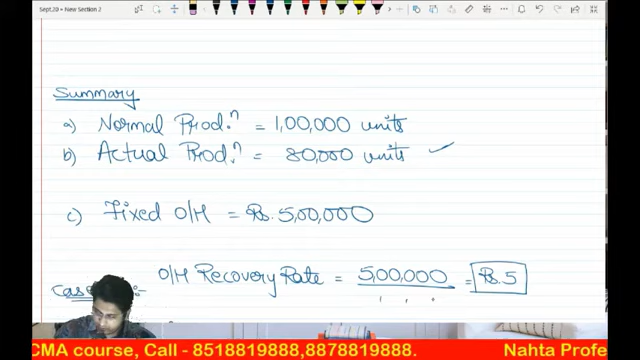 Sept.20 - New Section 2
Summary
a) Normal Prod.n = 1,00,000 units
b) Actual Prod.n = 80,000 units
c) Fixed O/H = Rs. 5,00,000
O/H Recovery Rate = 5,00,000 = Rs. 5
Case
CMA course, Call - 8518819888,8878819888.
Nahta Profe